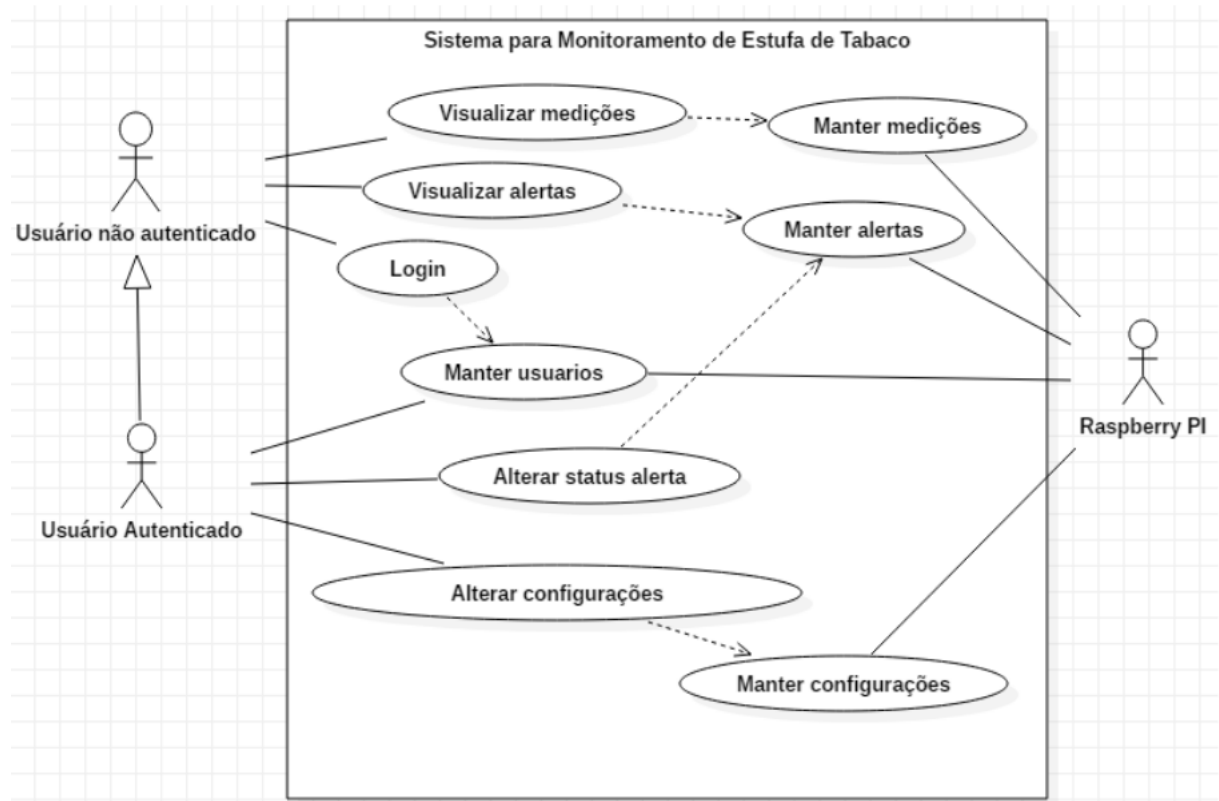 Sistema para Monitoramento de Estufa de Tabaco
Visualizar medições
Manter medições
Visualizar alertas
Manter alertas
Usuário não autenticado
Login
Manter usuarios
Raspberry PI
Alterar status alerta
Usuário Autenticado
Alterar configurações
Manter configurações